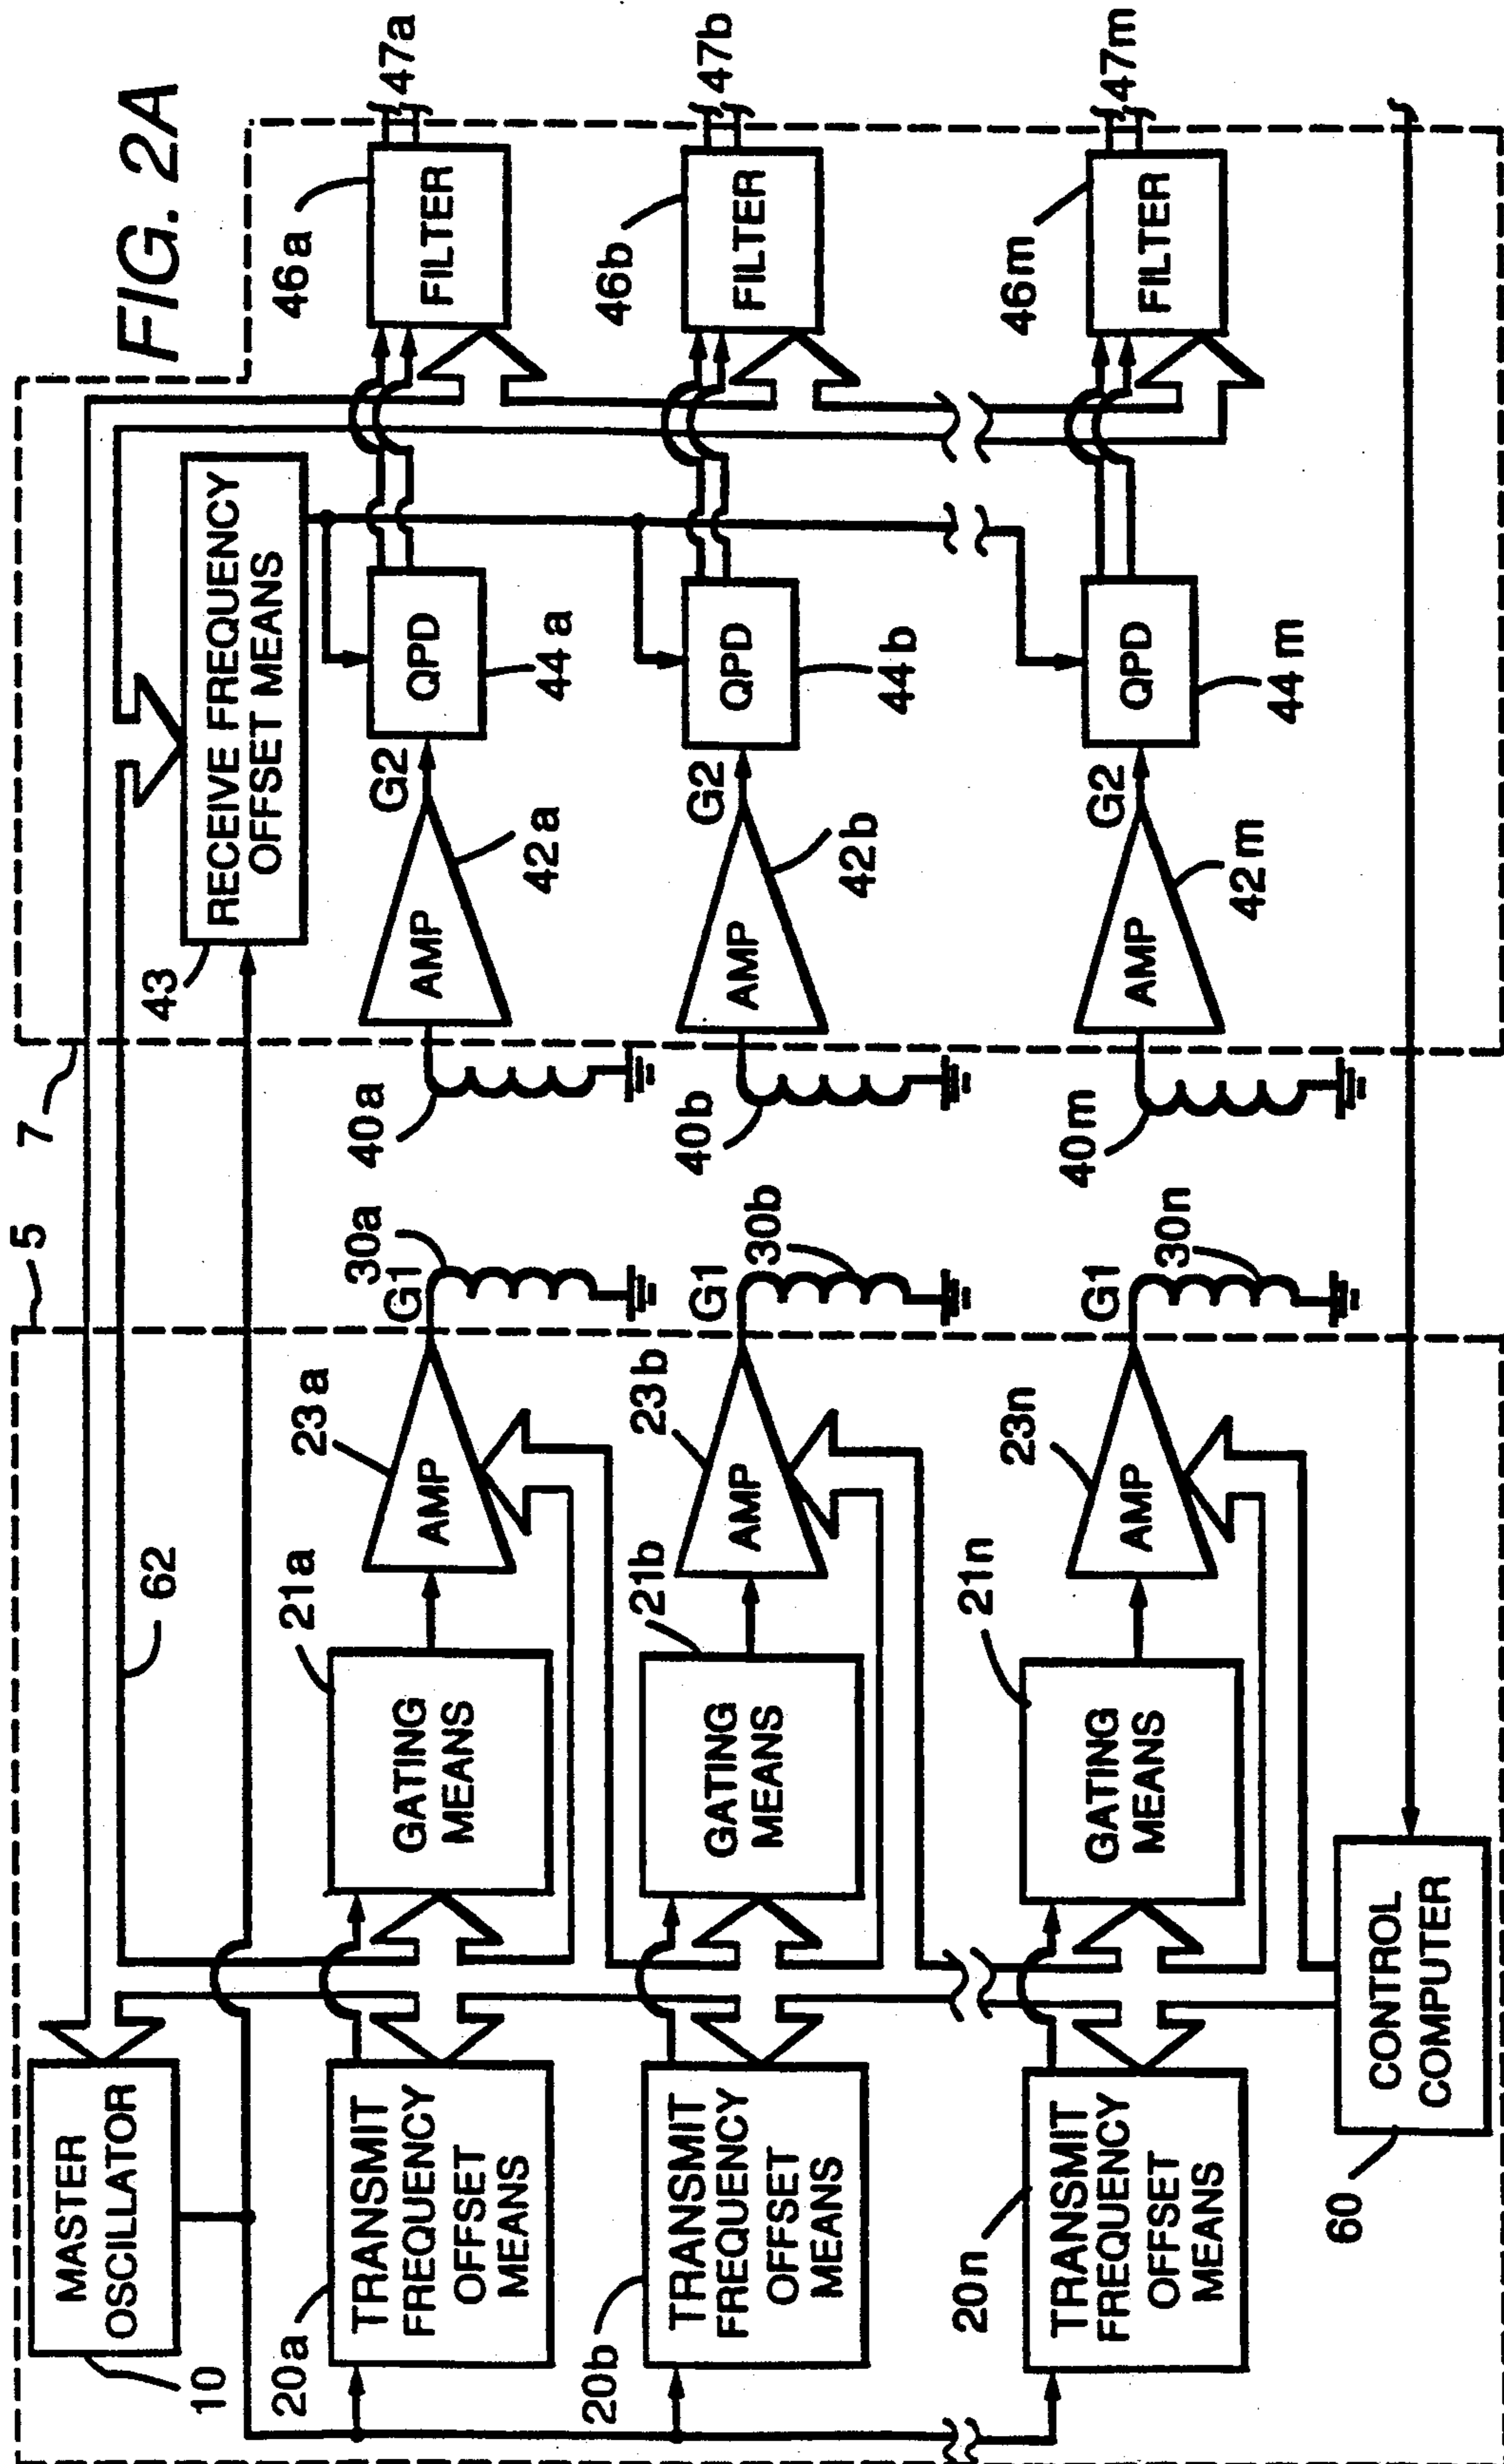 FIG. 2A
5
7
MASTER
OSCILLATOR
10
62
43
RECEIVE FREQUENCY
OFFSET MEANS
20a
TRANSMIT
FREQUENCY
OFFSET
MEANS
21a
GATING
MEANS
23a
AMP
G1
30a
40a
AMP
42a
G2
QPD
44a
46a
FILTER
47a
20b
TRANSMIT
FREQUENCY
OFFSET
MEANS
21b
GATING
MEANS
23b
AMP
G1
30b
40b
AMP
42b
G2
QPD
44b
46b
FILTER
47b
20n
TRANSMIT
FREQUENCY
OFFSET
MEANS
21n
GATING
MEANS
23n
AMP
G1
30n
40m
AMP
42m
G2
QPD
44m
46m
FILTER
47m
60
CONTROL
COMPUTER